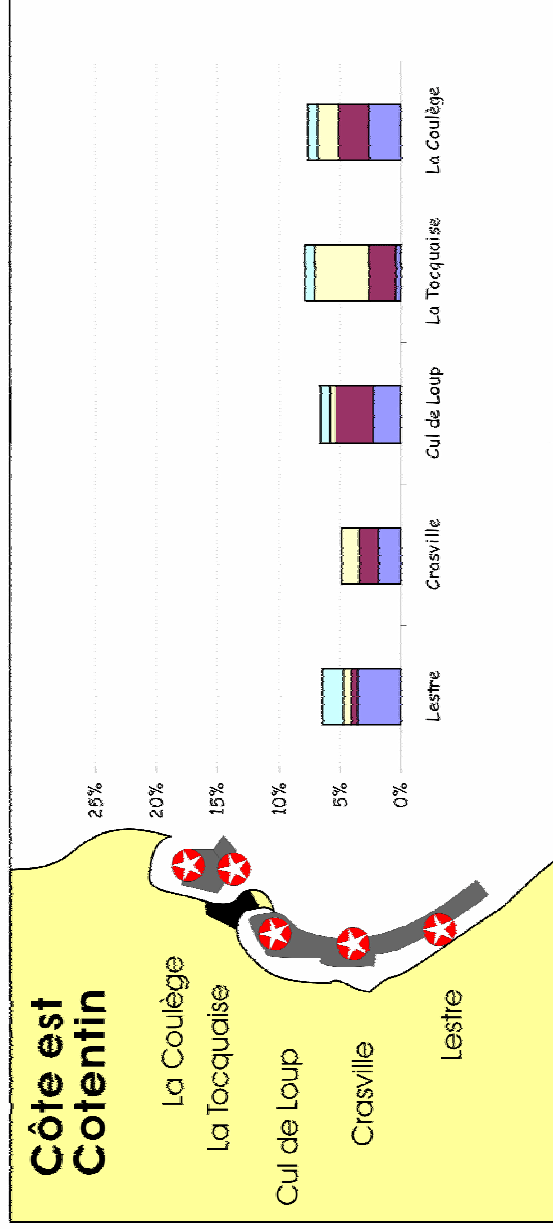 Côte est
Cotentin
La Coulège
La Tocquaise
Cul de Loup
Crasville
Lestre
25%
20%
15%
10%
5%
0%
Lestre
Crasville
Cul de Loup
La Tocquaise
La Coulège